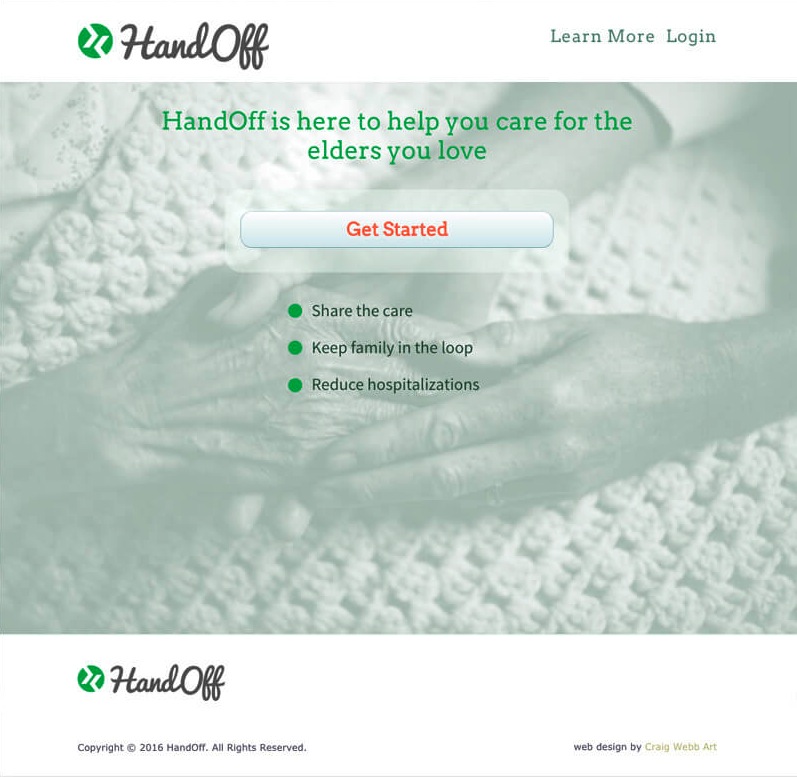 HandOff
Learn More Login
HandOff is here to help you care for the
elders you love
Get Started
Share the care
Keep family in the loop
Reduce hospitalizations
HandOff
Copyright © 2016 HandOff. All Rights Reserved.
web design by Craig Webb Art